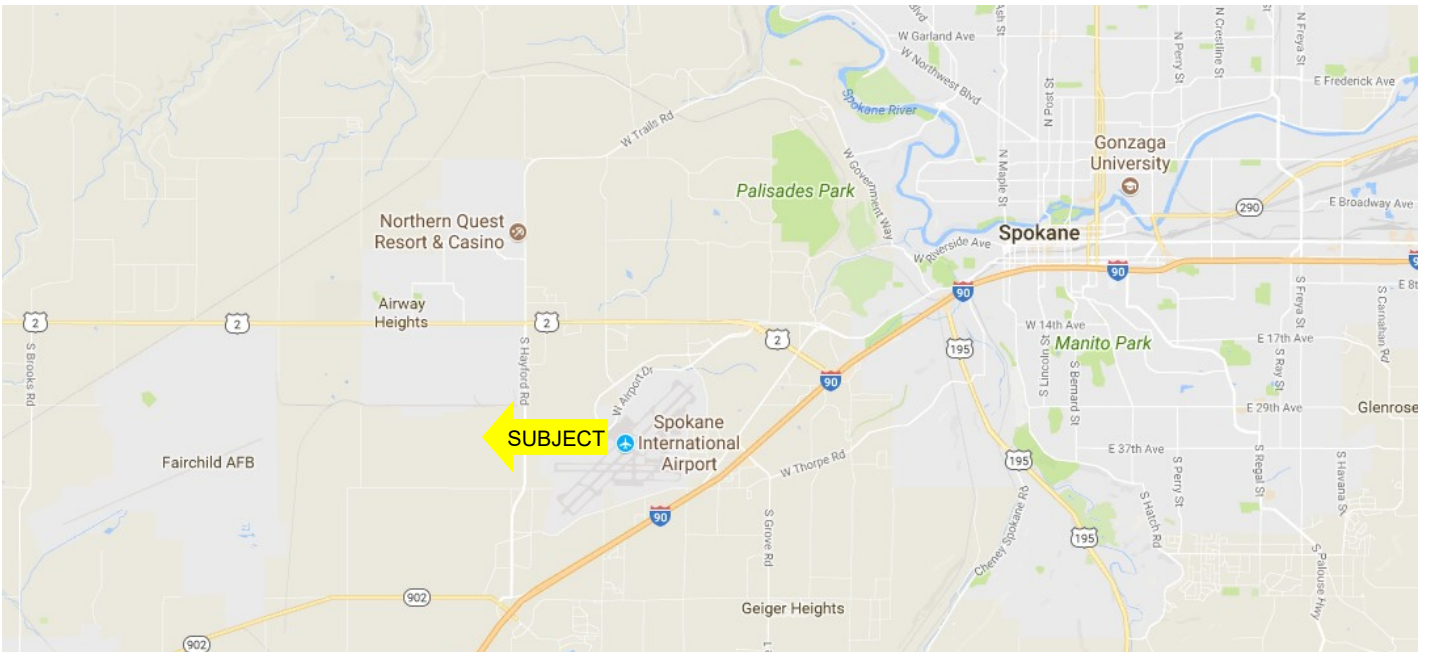 W Garland Ave
W Northwest Blvd
Blvd
Ash St
N Post St
N Perry St
N Crestline St
N Freya St
E Frederick Ave
Spokane River
W Trails Rd
W Government Way
Palisades Park
N Maple St
Gonzaga
University
290
E Broadway Ave
Northern Quest
Resort & Casino
Spokane
W Riverside Ave
90
90
Airway
Heights
2
2
2
2
S Brooks Rd
S Hayford Rd
W Airport Dr
90
195
W 14th Ave
Manito Park
S Lincoln St
S Bernard St
E 17th Ave
S Freya St
S Ray St
S Carnahan Rd
E 8t
E 29th Ave
Glenrose
SUBJECT
Spokane
International
Airport
Fairchild AFB
W Thorpe Rd
195
E 37th Ave
S Perry St
S Regal St
S Havana St
90
S Grove Rd
Cheney Spokane Rd
195
S Hatch Rd
S Palouse Hwy
902
902
Geiger Heights